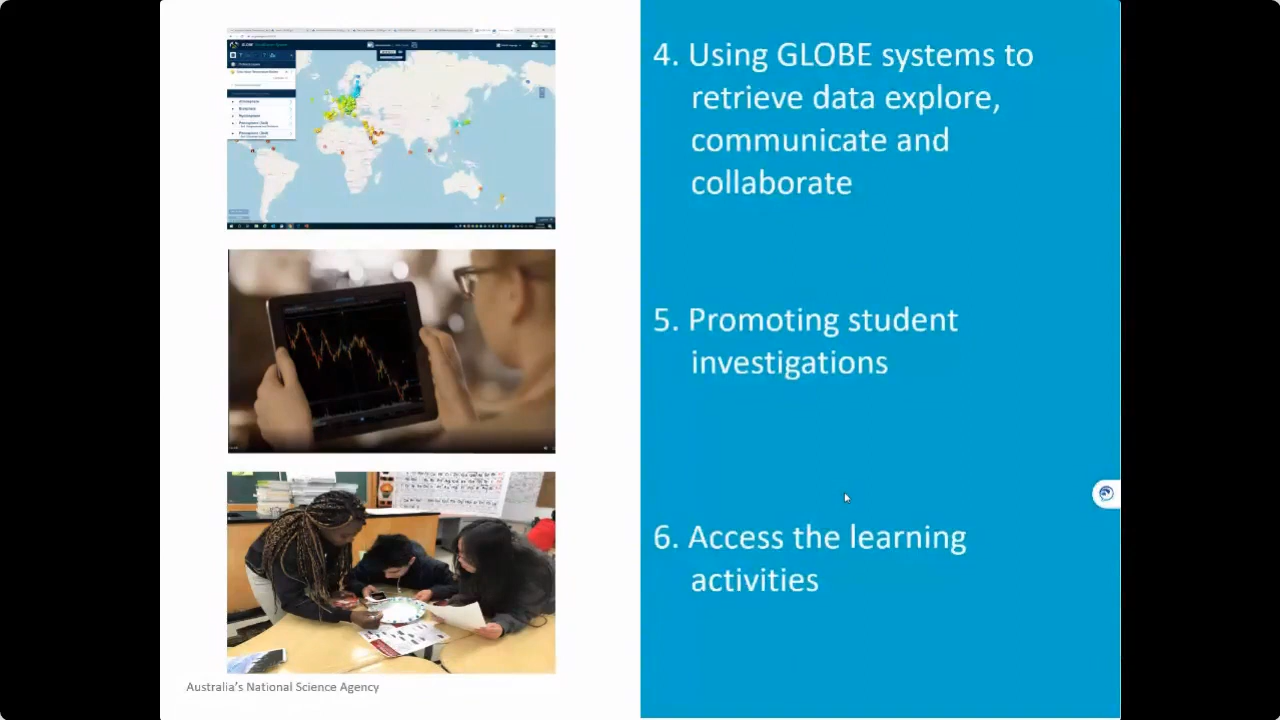 4. Using GLOBE systems to
retrieve data explore,
communicate and
collaborate
5. Promoting student
investigations
6. Access the learning
activities
Australia's National Science Agency